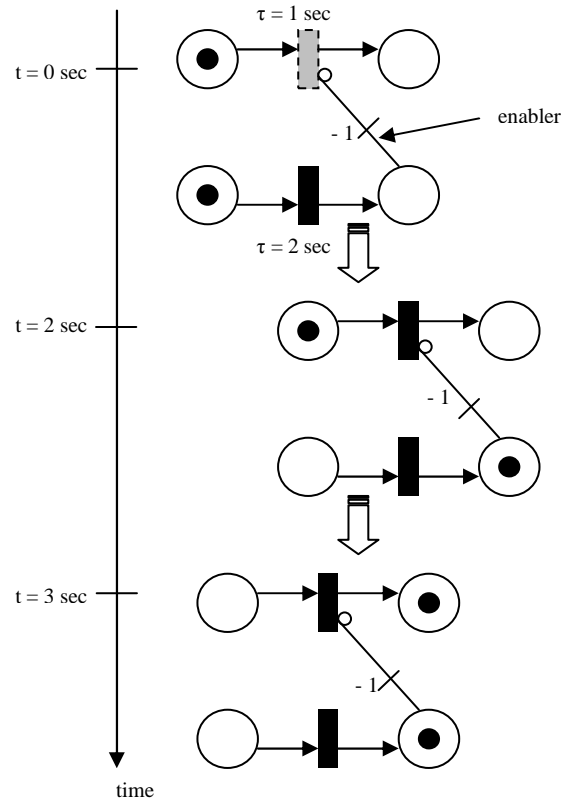 τ = 1 sec
t = 0 sec
enabler
- 1
τ = 2 sec
t = 2 sec
- 1
t = 3 sec
- 1
time